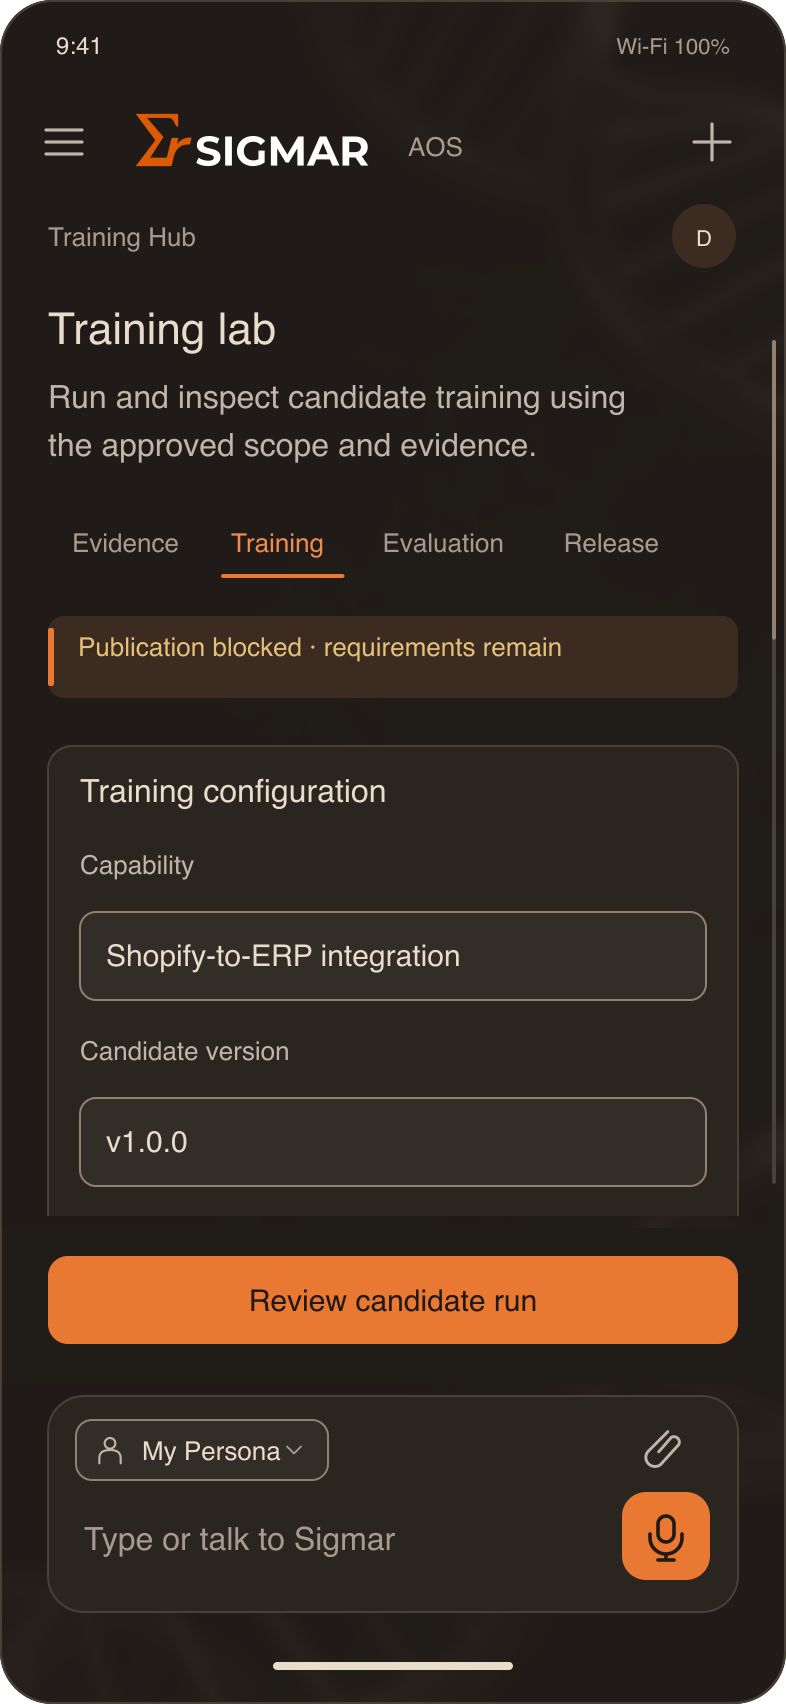 9:41
Wi-Fi 100%
Σr SIGMAR AOS
Training Hub
D
Training lab
Run and inspect candidate training using
the approved scope and evidence.
Evidence Training Evaluation Release
Publication blocked · requirements remain
Training configuration
Capability
Shopify-to-ERP integration
Candidate version
v1.0.0
Review candidate run
My Persona
Type or talk to Sigmar